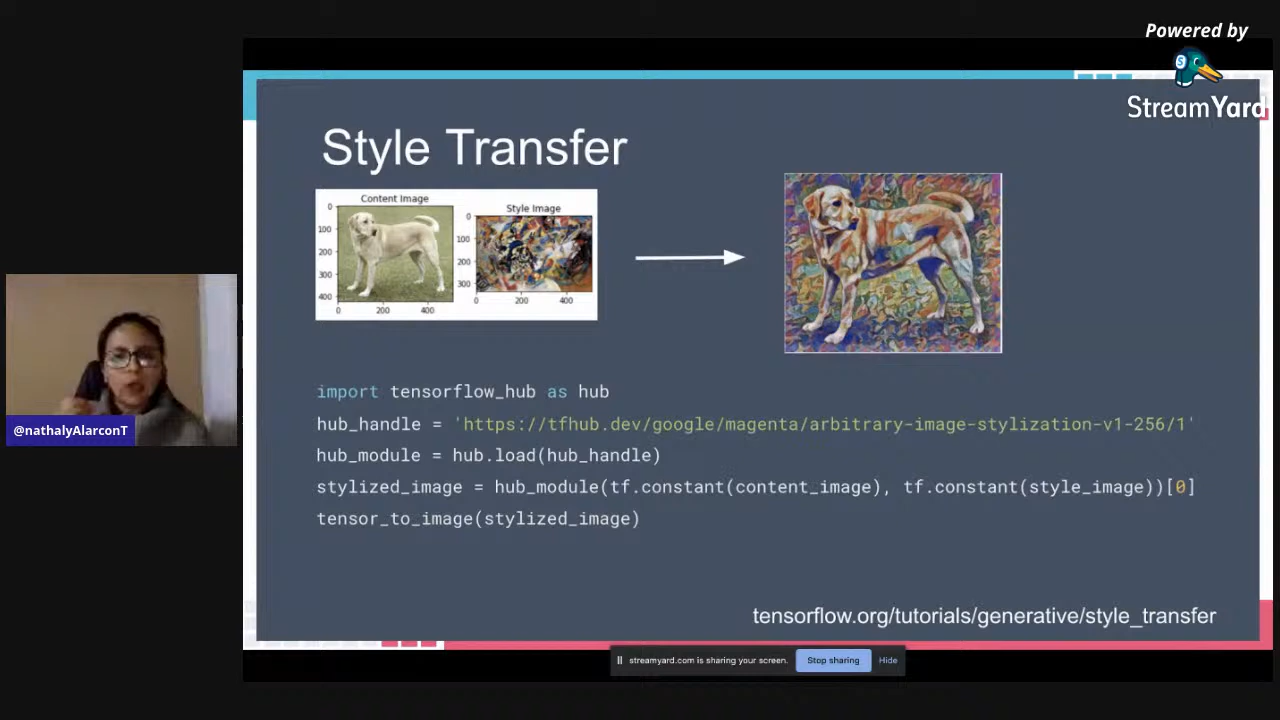 Powered by
StreamYard
Style Transfer
Content Image
0
100
200
300
400
0 200 400
Style Image
0
100
200
300
0 200 400
import tensorflow_hub as hub
hub_handle = 'https://tfhub.dev/google/magenta/arbitrary-image-stylization-v1-256/1'
hub_module = hub.load(hub_handle)
stylized_image = hub_module(tf.constant(content_image), tf.constant(style_image))[0]
tensor_to_image(stylized_image)
@nathalyAlarconT
tensorflow.org/tutorials/generative/style_transfer
streamyard.com is sharing your screen.
Stop sharing
Hide